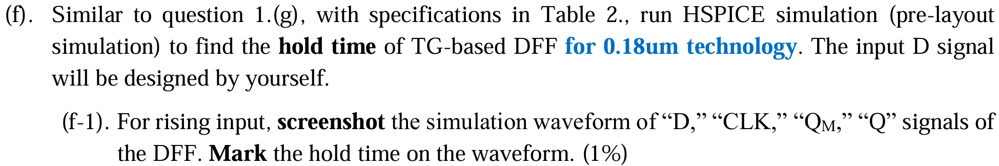 (f). Similar to question 1.(g), with specifications in Table 2., run HSPICE simulation (pre-layout
simulation) to find the hold time of TG-based DFF for 0.18um technology. The input D signal
will be designed by yourself.
(f-1). For rising input, screenshot the simulation waveform of “D,” “CLK,” “QM,” “Q” signals of
the DFF. Mark the hold time on the waveform. (1%)